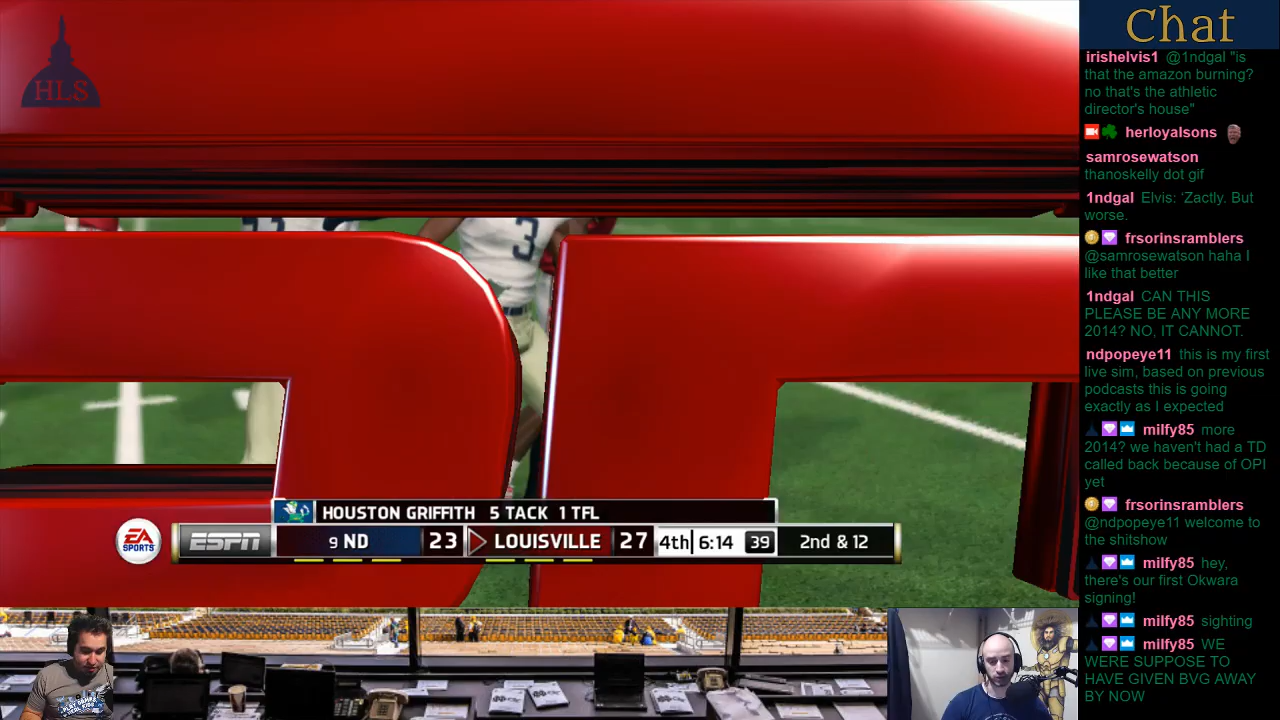 HLS
3
HOUSTON GRIFFITH 5 TACK 1 TFL
EA SPORTS
ESPN
9 ND 23 LOUISVILLE 27 4th 6:14 39 2nd & 12
Chat
irishelvis1 @1ndgal "is
that the amazon burning?
no that's the athletic
director's house"
herloyalsons
samrosewatson
thanoskelly dot gif
1ndgal Elvis: ‘Zactly. But
worse.
frsorinsramblers
@samrosewatson haha I
like that better
1ndgal CAN THIS
PLEASE BE ANY MORE
2014? NO, IT CANNOT.
ndpopeye11 this is my first
live sim, based on previous
podcasts this is going
exactly as I expected
milfy85 more
2014? we haven't had a TD
called back because of OPI
yet
frsorinsramblers
@ndpopeye11 welcome to
the shitshow
milfy85 hey,
there's our first Okwara
signing!
milfy85 sighting
milfy85 WE
WERE SUPPOSE TO
HAVE GIVEN BVG AWAY
BY NOW